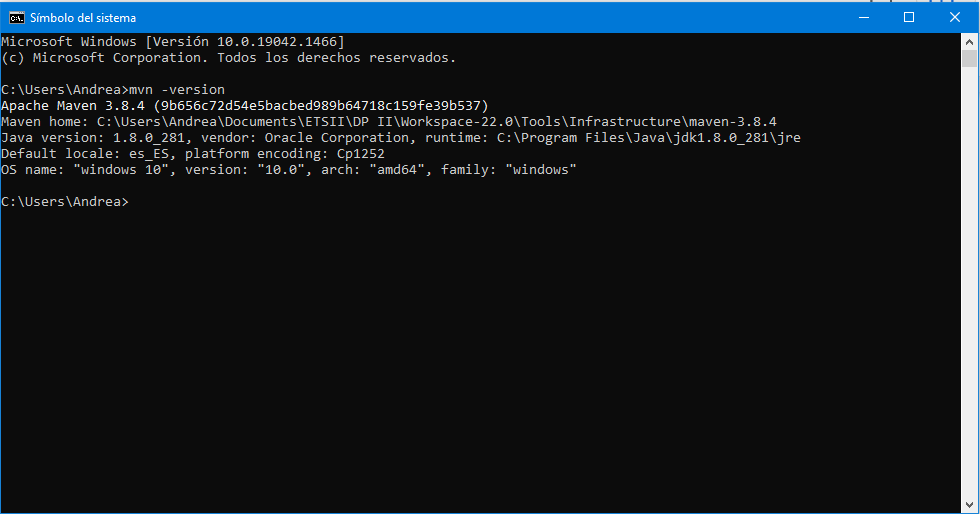 Símbolo del sistema
Microsoft Windows [Versión 10.0.19042.1466]
(c) Microsoft Corporation. Todos los derechos reservados.
C:\Users\Andrea>mvn -version
Apache Maven 3.8.4 (9b656c72d54e5bacbed989b64718c159fe39b537)
Maven home: C:\Users\Andrea\Documents\ETSII\DP II\Workspace-22.0\Tools\Infrastructure\maven-3.8.4
Java version: 1.8.0_281, vendor: Oracle Corporation, runtime: C:\Program Files\Java\jdk1.8.0_281\jre
Default locale: es_ES, platform encoding: Cp1252
OS name: "windows 10", version: "10.0", arch: "amd64", family: "windows"
C:\Users\Andrea>